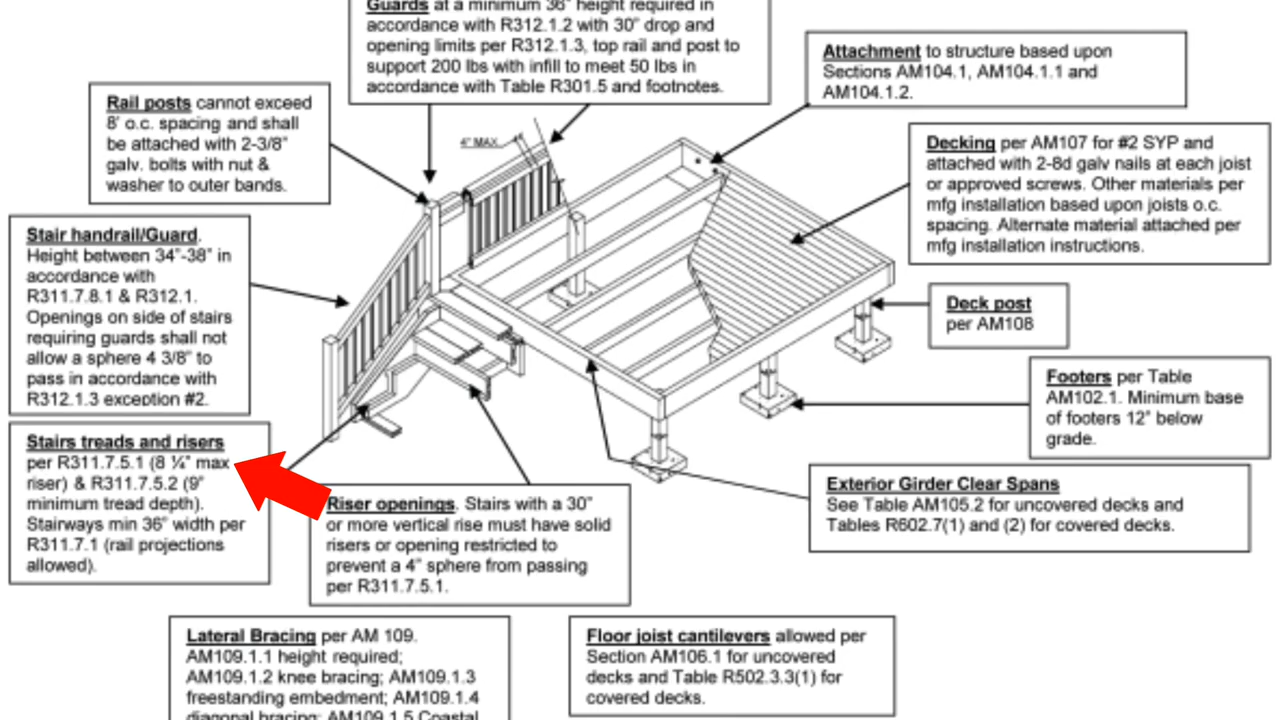 Guards at a minimum 36" height required in
accordance with R312.1.2 with 30" drop and
opening limits per R312.1.3, top rail and post to
support 200 lbs with infill to meet 50 lbs in
accordance with Table R301.5 and footnotes.
Attachment to structure based upon
Sections AM104.1, AM104.1.1 and
AM104.1.2.
Rail posts cannot exceed
8' o.c. spacing and shall
be attached with 2-3/8"
galv. bolts with nut &
washer to outer bands.
4" MAX.
Decking per AM107 for #2 SYP and
attached with 2-8d galv nails at each joist
or approved screws. Other materials per
mfg installation based upon joists o.c.
spacing. Alternate material attached per
mfg installation instructions.
Stair handrail/Guard.
Height between 34"-38" in
accordance with
R311.7.8.1 & R312.1.
Openings on side of stairs
requiring guards shall not
allow a sphere 4 3/8" to
pass in accordance with
R312.1.3 exception #2.
Deck post
per AM108
Footers per Table
AM102.1. Minimum base
of footers 12" below
grade.
Stairs treads and risers
per R311.7.5.1 (8 ¼" max
riser) & R311.7.5.2 (9"
minimum tread depth).
Stairways min 36" width per
R311.7.1 (rail projections
allowed).
Riser openings. Stairs with a 30"
or more vertical rise must have solid
risers or opening restricted to
prevent a 4" sphere from passing
per R311.7.5.1.
Exterior Girder Clear Spans
See Table AM105.2 for uncovered decks and
Tables R602.7(1) and (2) for covered decks.
Lateral Bracing per AM 109.
AM109.1.1 height required;
AM109.1.2 knee bracing; AM109.1.3
freestanding embedment; AM109.1.4
diagonal bracing; AM109.1.5 Coastal
Floor joist cantilevers allowed per
Section AM106.1 for uncovered
decks and Table R502.3.3(1) for
covered decks.